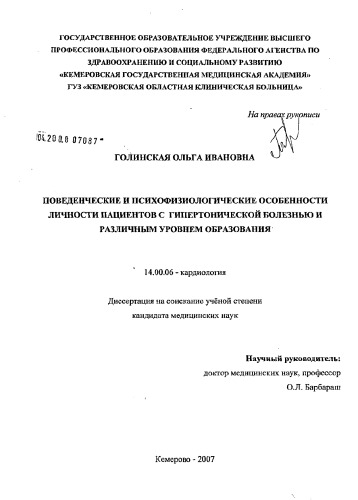 ГОСУДАРСТВЕННОЕ ОБРАЗОВАТЕЛЬНОЕ УЧРЕЖДЕНИЕ ВЫСШЕГО
ПРОФЕССИОНАЛЬНОГО ОБРАЗОВАНИЯ ФЕДЕРАЛЬНОГО АГЕНСТВА ПО
ЗДРАВООХРАНЕНИЮ И СОЦИАЛЬНОМУ РАЗВИТИЮ
«КЕМЕРОВСКАЯ ГОСУДАРСТВЕННАЯ МЕДИЦИНСКАЯ АКАДЕМИЯ»
ГУЗ «КЕМЕРОВСКАЯ ОБЛАСТНАЯ КЛИНИЧЕСКАЯ БОЛЬНИЦА»
На правах рукописи
04.20.0.8 07087
ГОЛИНСКАЯ ОЛЬГА ИВАНОВНА
ПОВЕДЕНЧЕСКИЕ И ПСИХОФИЗИОЛОГИЧЕСКИЕ ОСОБЕННОСТИ
ЛИЧНОСТИ ПАЦИЕНТОВ С ГИПЕРТОНИЧЕСКОЙ БОЛЕЗНЬЮ И
РАЗЛИЧНЫМ УРОВНЕМ ОБРАЗОВАНИЯ
14.00.06 - кардиология
Диссертация на соискание учёной степени
кандидата медицинских наук
Научный руководитель:
доктор медицинских наук, профессор
О.Л. Барбараш
Кемерово - 2007